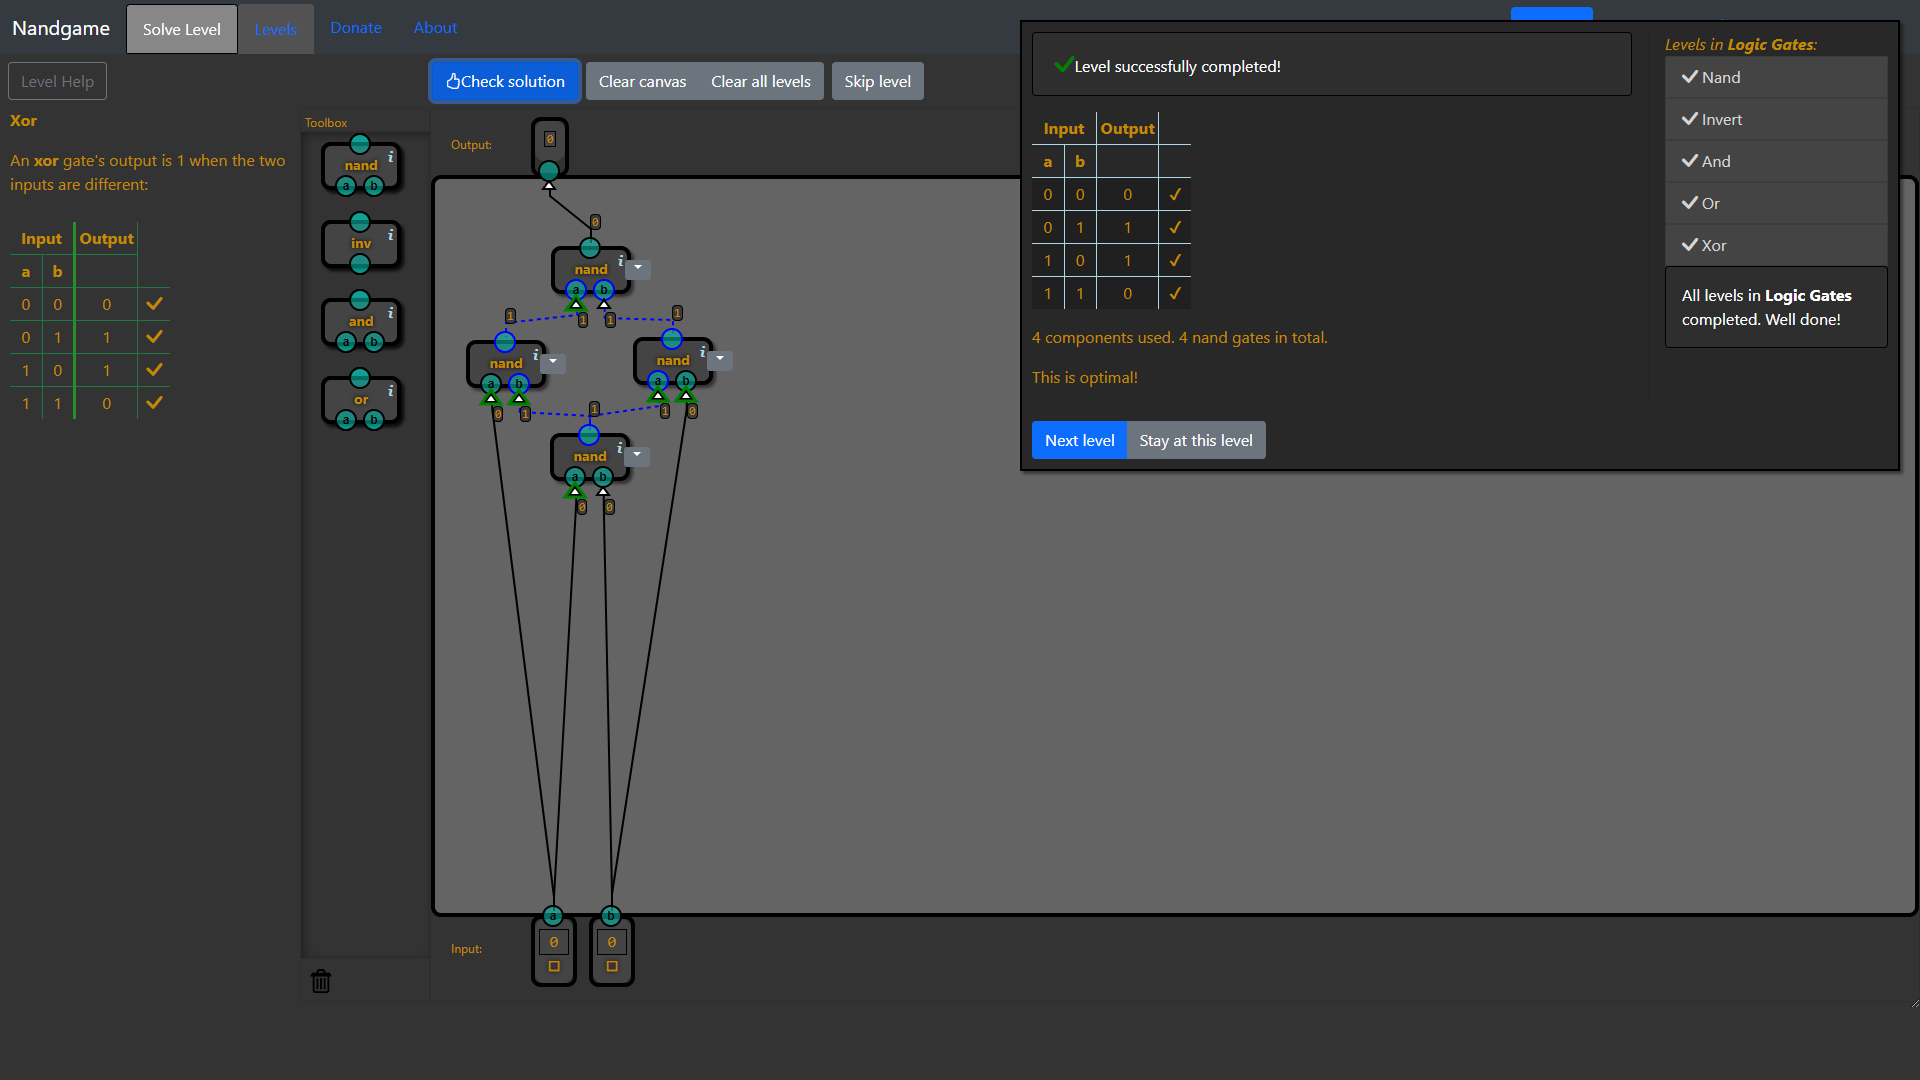 Nandgame
Solve Level
Levels
Donate
About
Level Help
Check solution
Clear canvas
Clear all levels
Skip level
Xor
An xor gate's output is 1 when the two
inputs are different:
Input Output
a b
0 0 0
0 1 1
1 0 1
1 1 0
Toolbox
nand
i
a b
inv
i
and
i
a b
or
i
a b
Output:
0
0
nand
i
a b
1 1 1 1
nand
i
a b
nand
i
a b
0 1 1 1 0
nand
i
a b
0 0
a b
Input:
0 0
Level successfully completed!
Input Output
a b
0 0 0 ✓
0 1 1 ✓
1 0 1 ✓
1 1 0 ✓
4 components used. 4 nand gates in total.
This is optimal!
Next level
Stay at this level
Levels in Logic Gates:
Nand
Invert
And
Or
Xor
All levels in Logic Gates
completed. Well done!